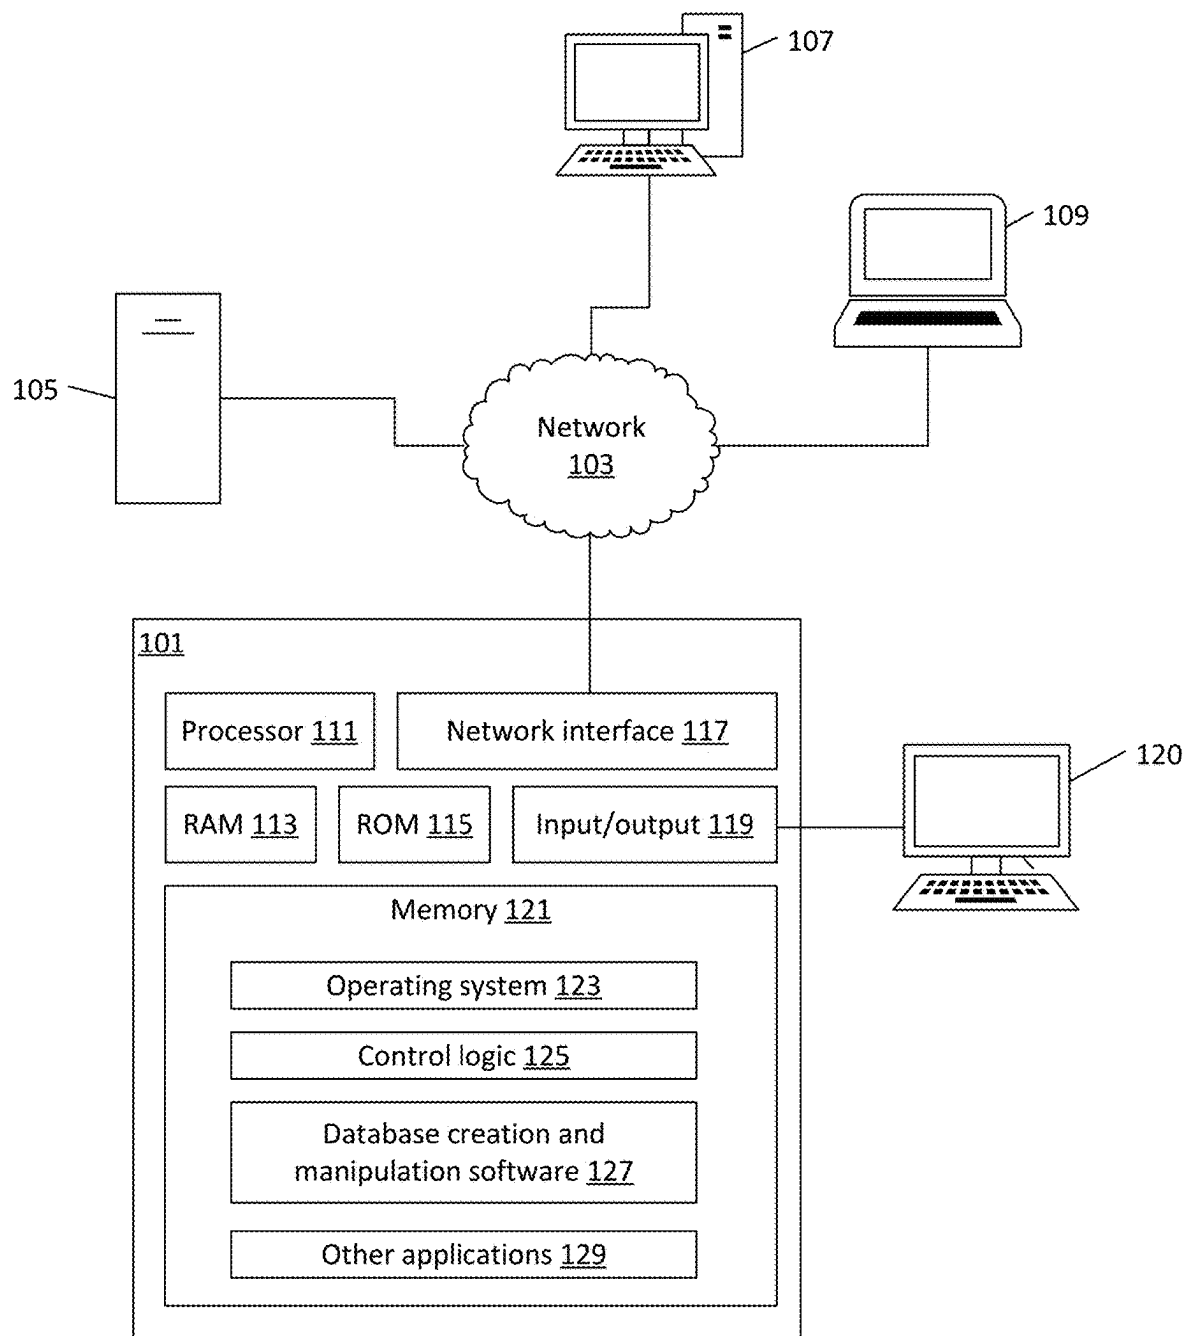 107
109
105
Network
103
101
Processor 111
Network interface 117
120
RAM 113
ROM 115
Input/output 119
Memory 121
Operating system 123
Control logic 125
Database creation and
manipulation software 127
Other applications 129